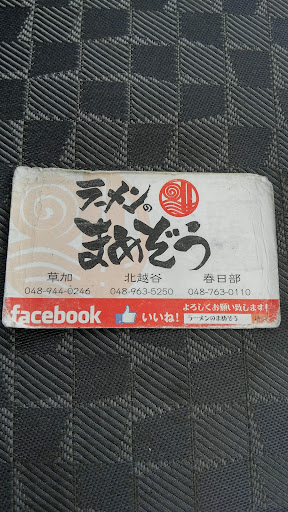 ラーメンの
まめぞう
草加 北越谷 春日部
048-944-0246 048-963-5250 048-763-0110
よろしくお願い致します!
facebook いいね! ラーメンのまめぞう